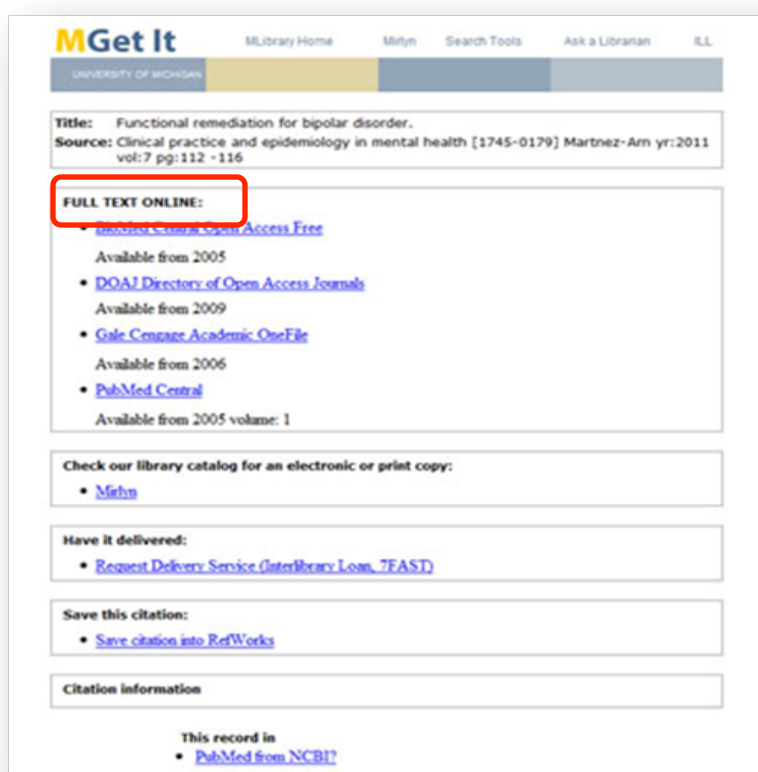 MGet It
MLibrary Home Mirlyn Search Tools Ask a Librarian ILL
UNIVERSITY OF MICHIGAN
Title: Functional remediation for bipolar disorder.
Source: Clinical practice and epidemiology in mental health [1745-0179] Martnez-Arn yr:2011
vol:7 pg:112 -116
FULL TEXT ONLINE:
• BioMed Central Open Access Free
Available from 2005
• DOAJ Directory of Open Access Journals
Available from 2009
• Gale Cengage Academic OneFile
Available from 2006
• PubMed Central
Available from 2005 volume: 1
Check our library catalog for an electronic or print copy:
• Mirlyn
Have it delivered:
• Request Delivery Service (Interlibrary Loan, 7FAST)
Save this citation:
• Save citation into RefWorks
Citation information
This record in
• PubMed from NCBI?